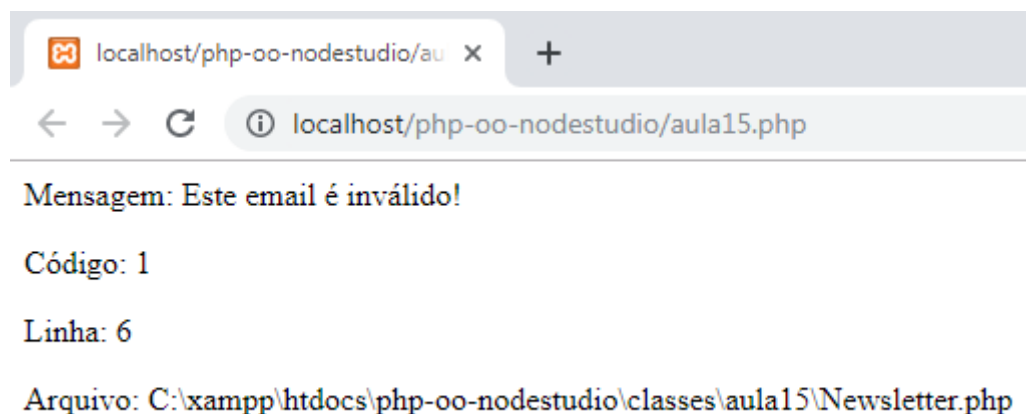 localhost/php-oo-nodestudio/au
localhost/php-oo-nodestudio/aula15.php
Mensagem: Este email é inválido!
Código: 1
Linha: 6
Arquivo: C:\xampp\htdocs\php-oo-nodestudio\classes\aula15\Newsletter.php